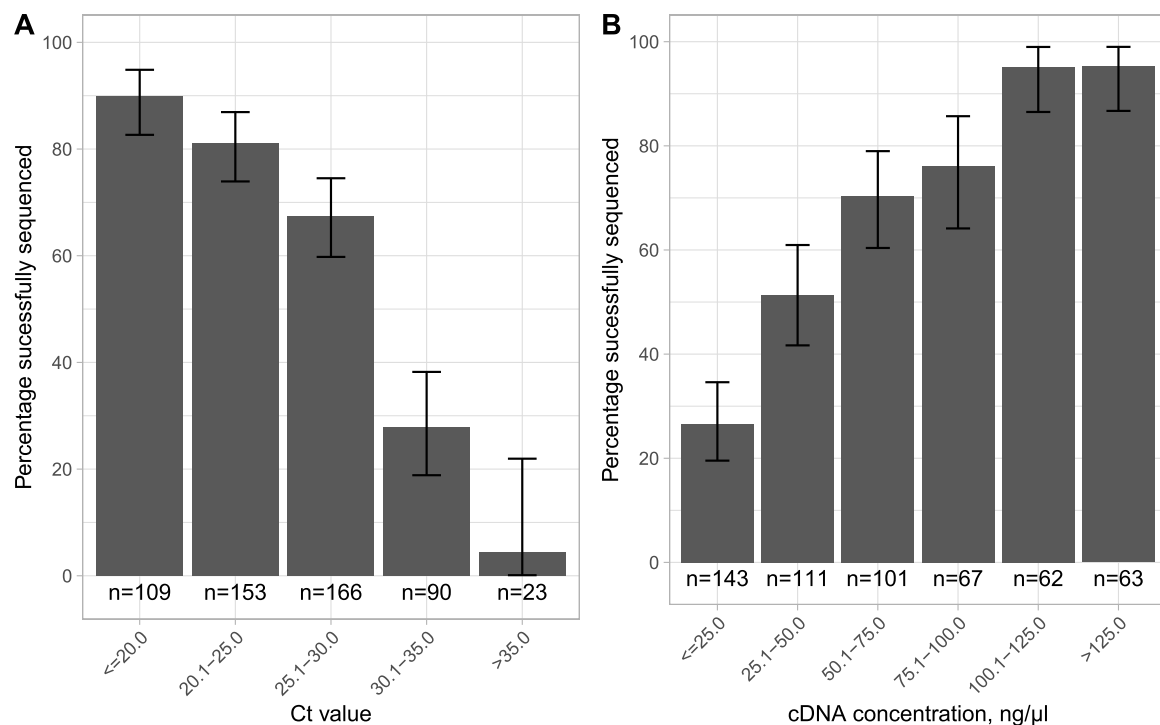 A
Percentage sucessfully sequenced
100
80
60
40
20
0
n=109 n=153 n=166 n=90 n=23
<=20.0 20.1−25.0 25.1−30.0 30.1−35.0 >35.0
Ct value
B
Percentage sucessfully sequenced
100
80
60
40
20
0
n=143 n=111 n=101 n=67 n=62 n=63
<=25.0 25.1−50.0 50.1−75.0 75.1−100.0 100.1−125.0 >125.0
cDNA concentration, ng/μl